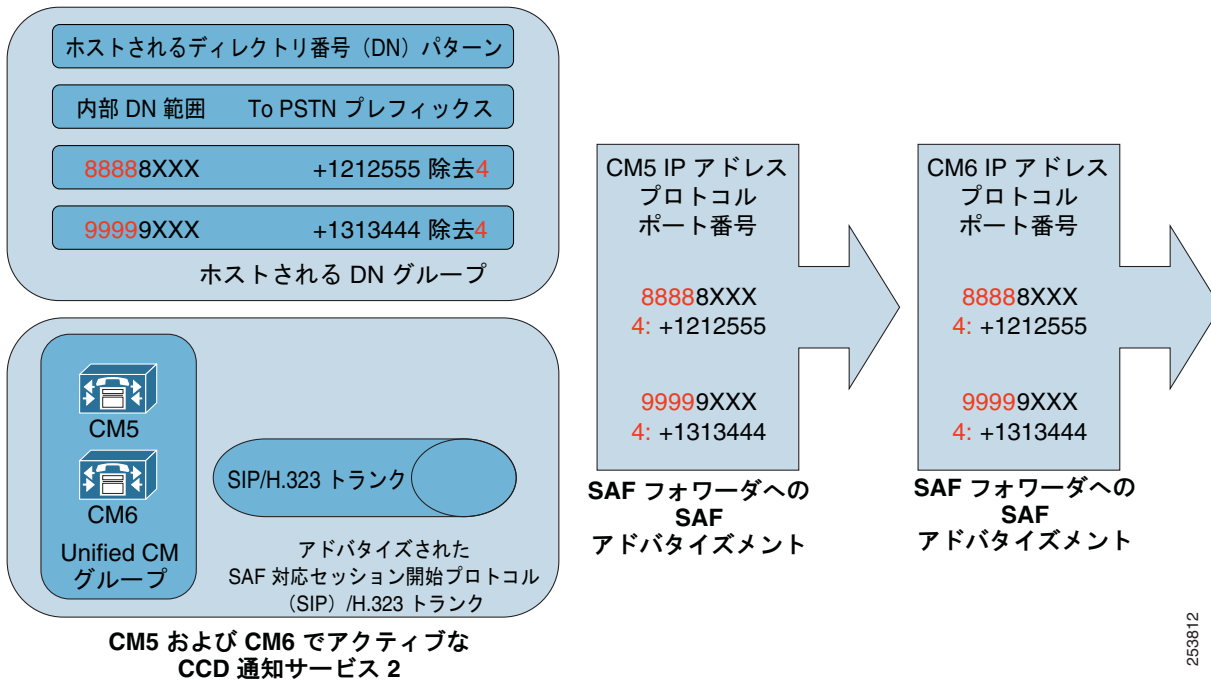 ホストされるディレクトリ番号（DN）パターン
内部 DN 範囲 To PSTN プレフィックス
88888XXX +1212555 除去4
99999XXX +1313444 除去4
ホストされる DN グループ
CM5
CM6
Unified CM
グループ
SIP/H.323 トランク
アドバタイズされた
SAF 対応セッション開始プロトコル
（SIP）/H.323 トランク
CM5 および CM6 でアクティブな
CCD 通知サービス 2
CM5 IP アドレス
プロトコル
ポート番号
88888XXX
4: +1212555
99999XXX
4: +1313444
SAF フォワーダへの
SAF
アドバタイズメント
CM6 IP アドレス
プロトコル
ポート番号
88888XXX
4: +1212555
99999XXX
4: +1313444
SAF フォワーダへの
SAF
アドバタイズメント
253812